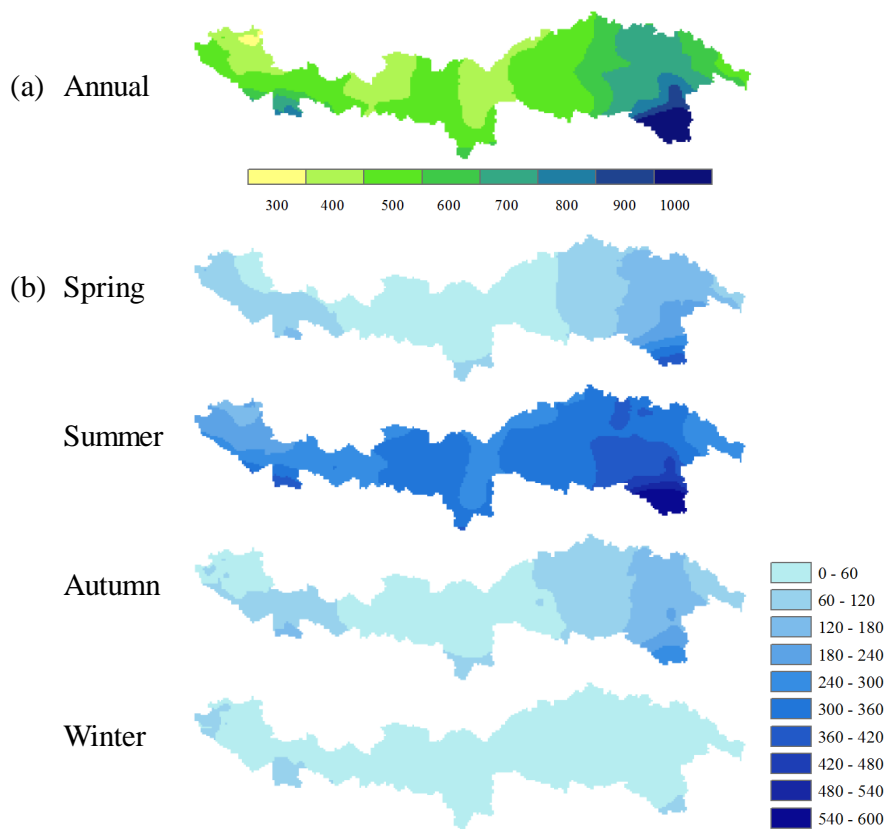 (a) Annual
300 400 500 600 700 800 900 1000
(b) Spring
Summer
Autumn
Winter
0 - 60
60 - 120
120 - 180
180 - 240
240 - 300
300 - 360
360 - 420
420 - 480
480 - 540
540 - 600